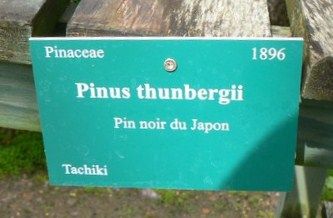 Pinaceae 1896
Pinus thunbergii
Pin noir du Japon
Tachiki